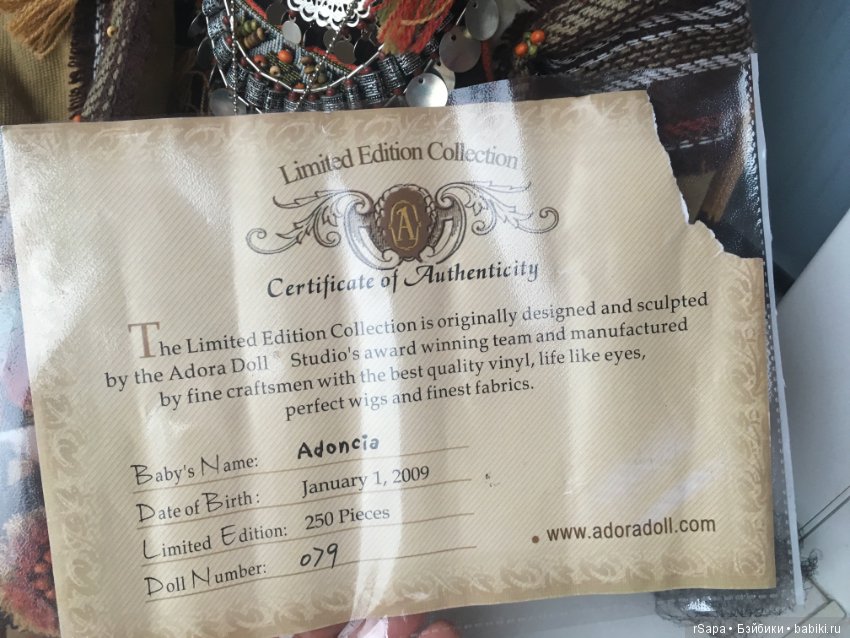 Limited Edition Collection
A
Certificate of Authenticity
The Limited Edition Collection is originally designed and sculpted
by the Adora Doll® Studio's award winning team and manufactured
by fine craftsmen with the best quality vinyl, life like eyes,
perfect wigs and finest fabrics.
Baby's Name: Adoncia
Date of Birth: January 1, 2009
Limited Edition: 250 Pieces
Doll Number: 079
• www.adoradoll.com
rSapa • Бэйбики • babiki.ru